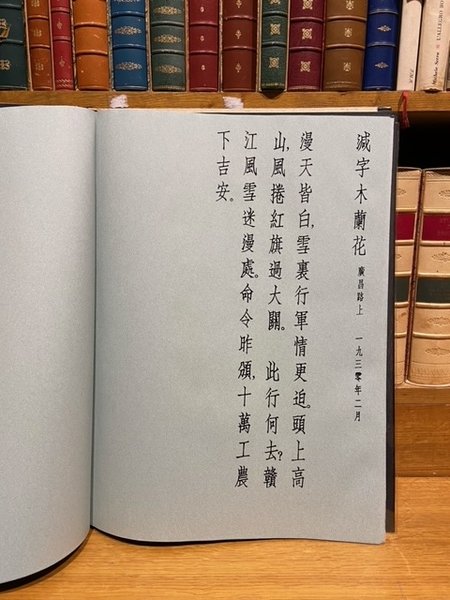 減字木蘭花 廣昌路上 一九三零年二月
漫天皆白,雪裏行軍情更迫。頭上高
山,風捲紅旗過大關。 此行何去?贛
江風雪迷漫處。命令昨頒,十萬工農
下吉安。